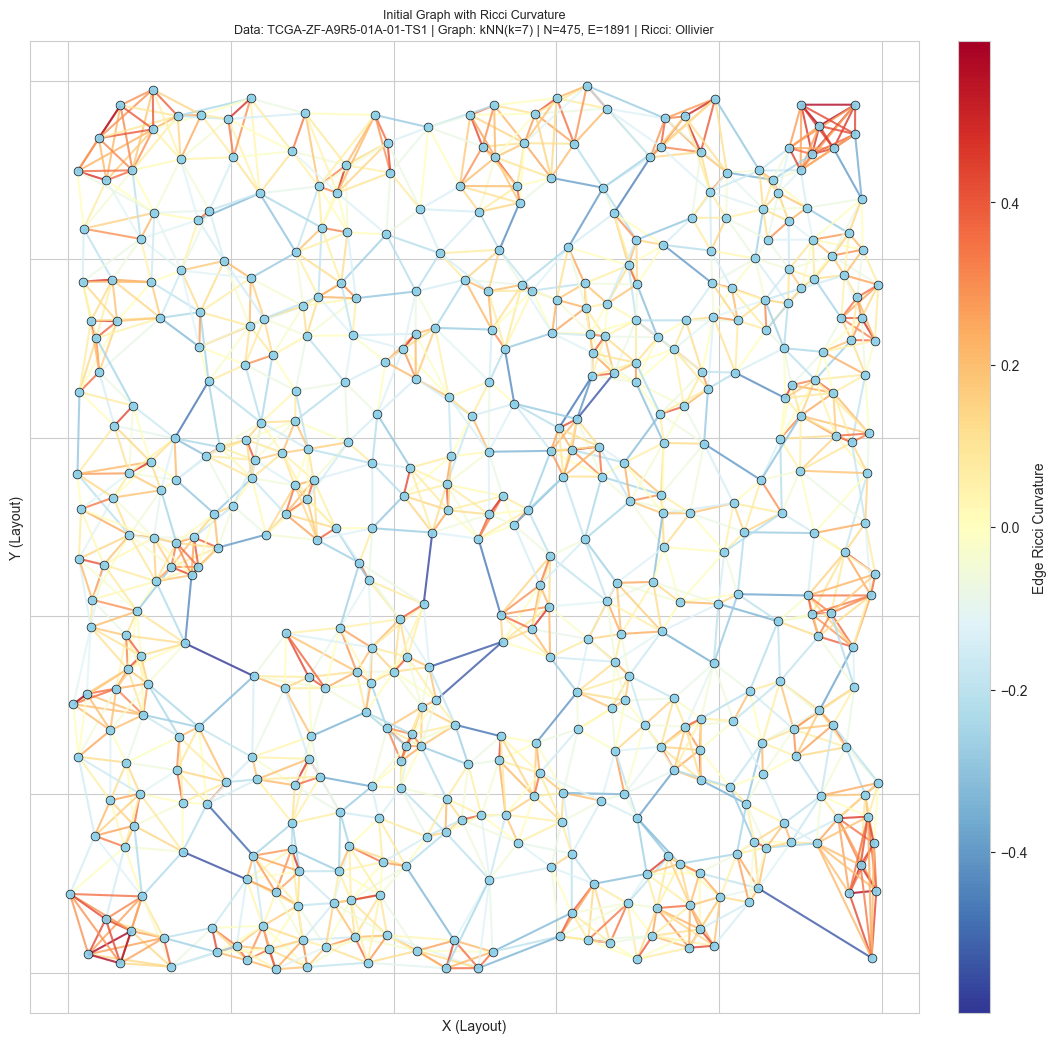 Initial Graph with Ricci Curvature
Data: TCGA-ZF-A9R5-01A-01-TS1 | Graph: kNN(k=7) | N=475, E=1891 | Ricci: Ollivier
Y (Layout)
X (Layout)
0.4
0.2
0.0
−0.2
−0.4
Edge Ricci Curvature